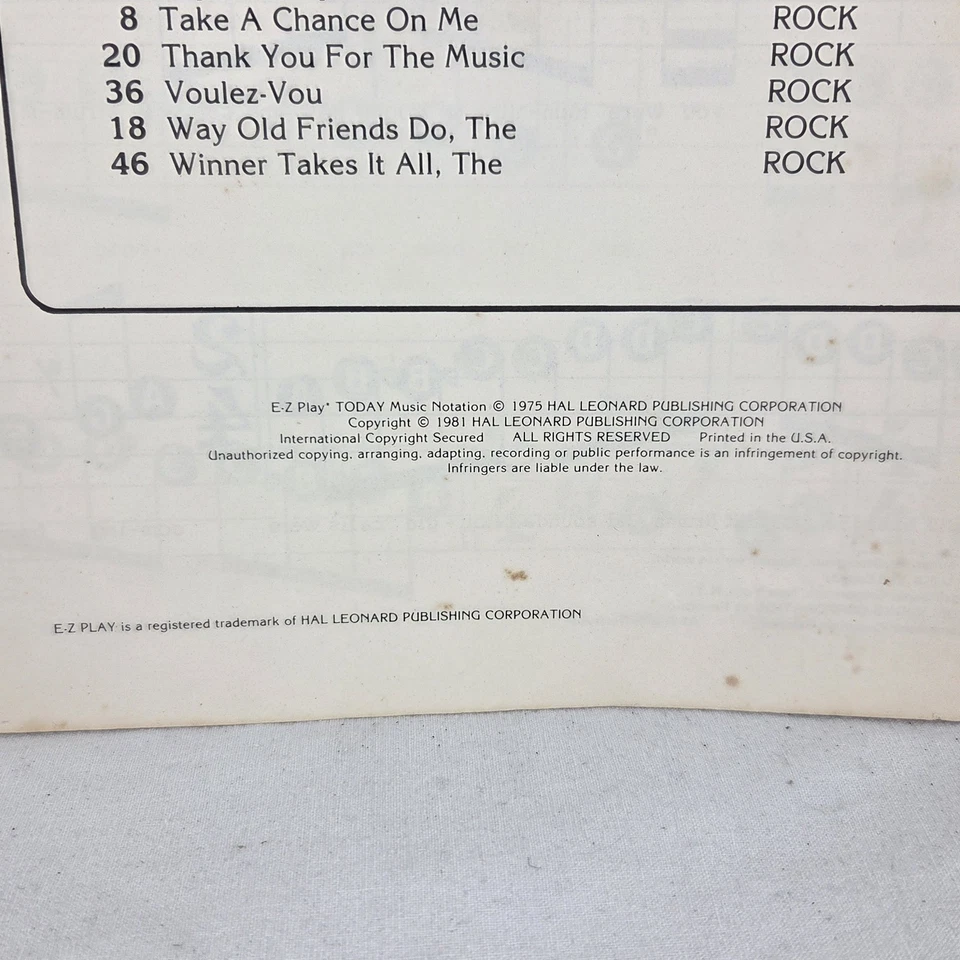 8 Take A Chance On Me ROCK
20 Thank You For The Music ROCK
36 Voulez-Vou ROCK
18 Way Old Friends Do, The ROCK
46 Winner Takes It All, The ROCK
E-Z Play* TODAY Music Notation © 1975 HAL LEONARD PUBLISHING CORPORATION
Copyright © 1981 HAL LEONARD PUBLISHING CORPORATION
International Copyright Secured ALL RIGHTS RESERVED Printed in the U.S.A.
Unauthorized copying, arranging, adapting, recording or public performance is an infringement of copyright.
Infringers are liable under the law.
E-Z PLAY is a registered trademark of HAL LEONARD PUBLISHING CORPORATION